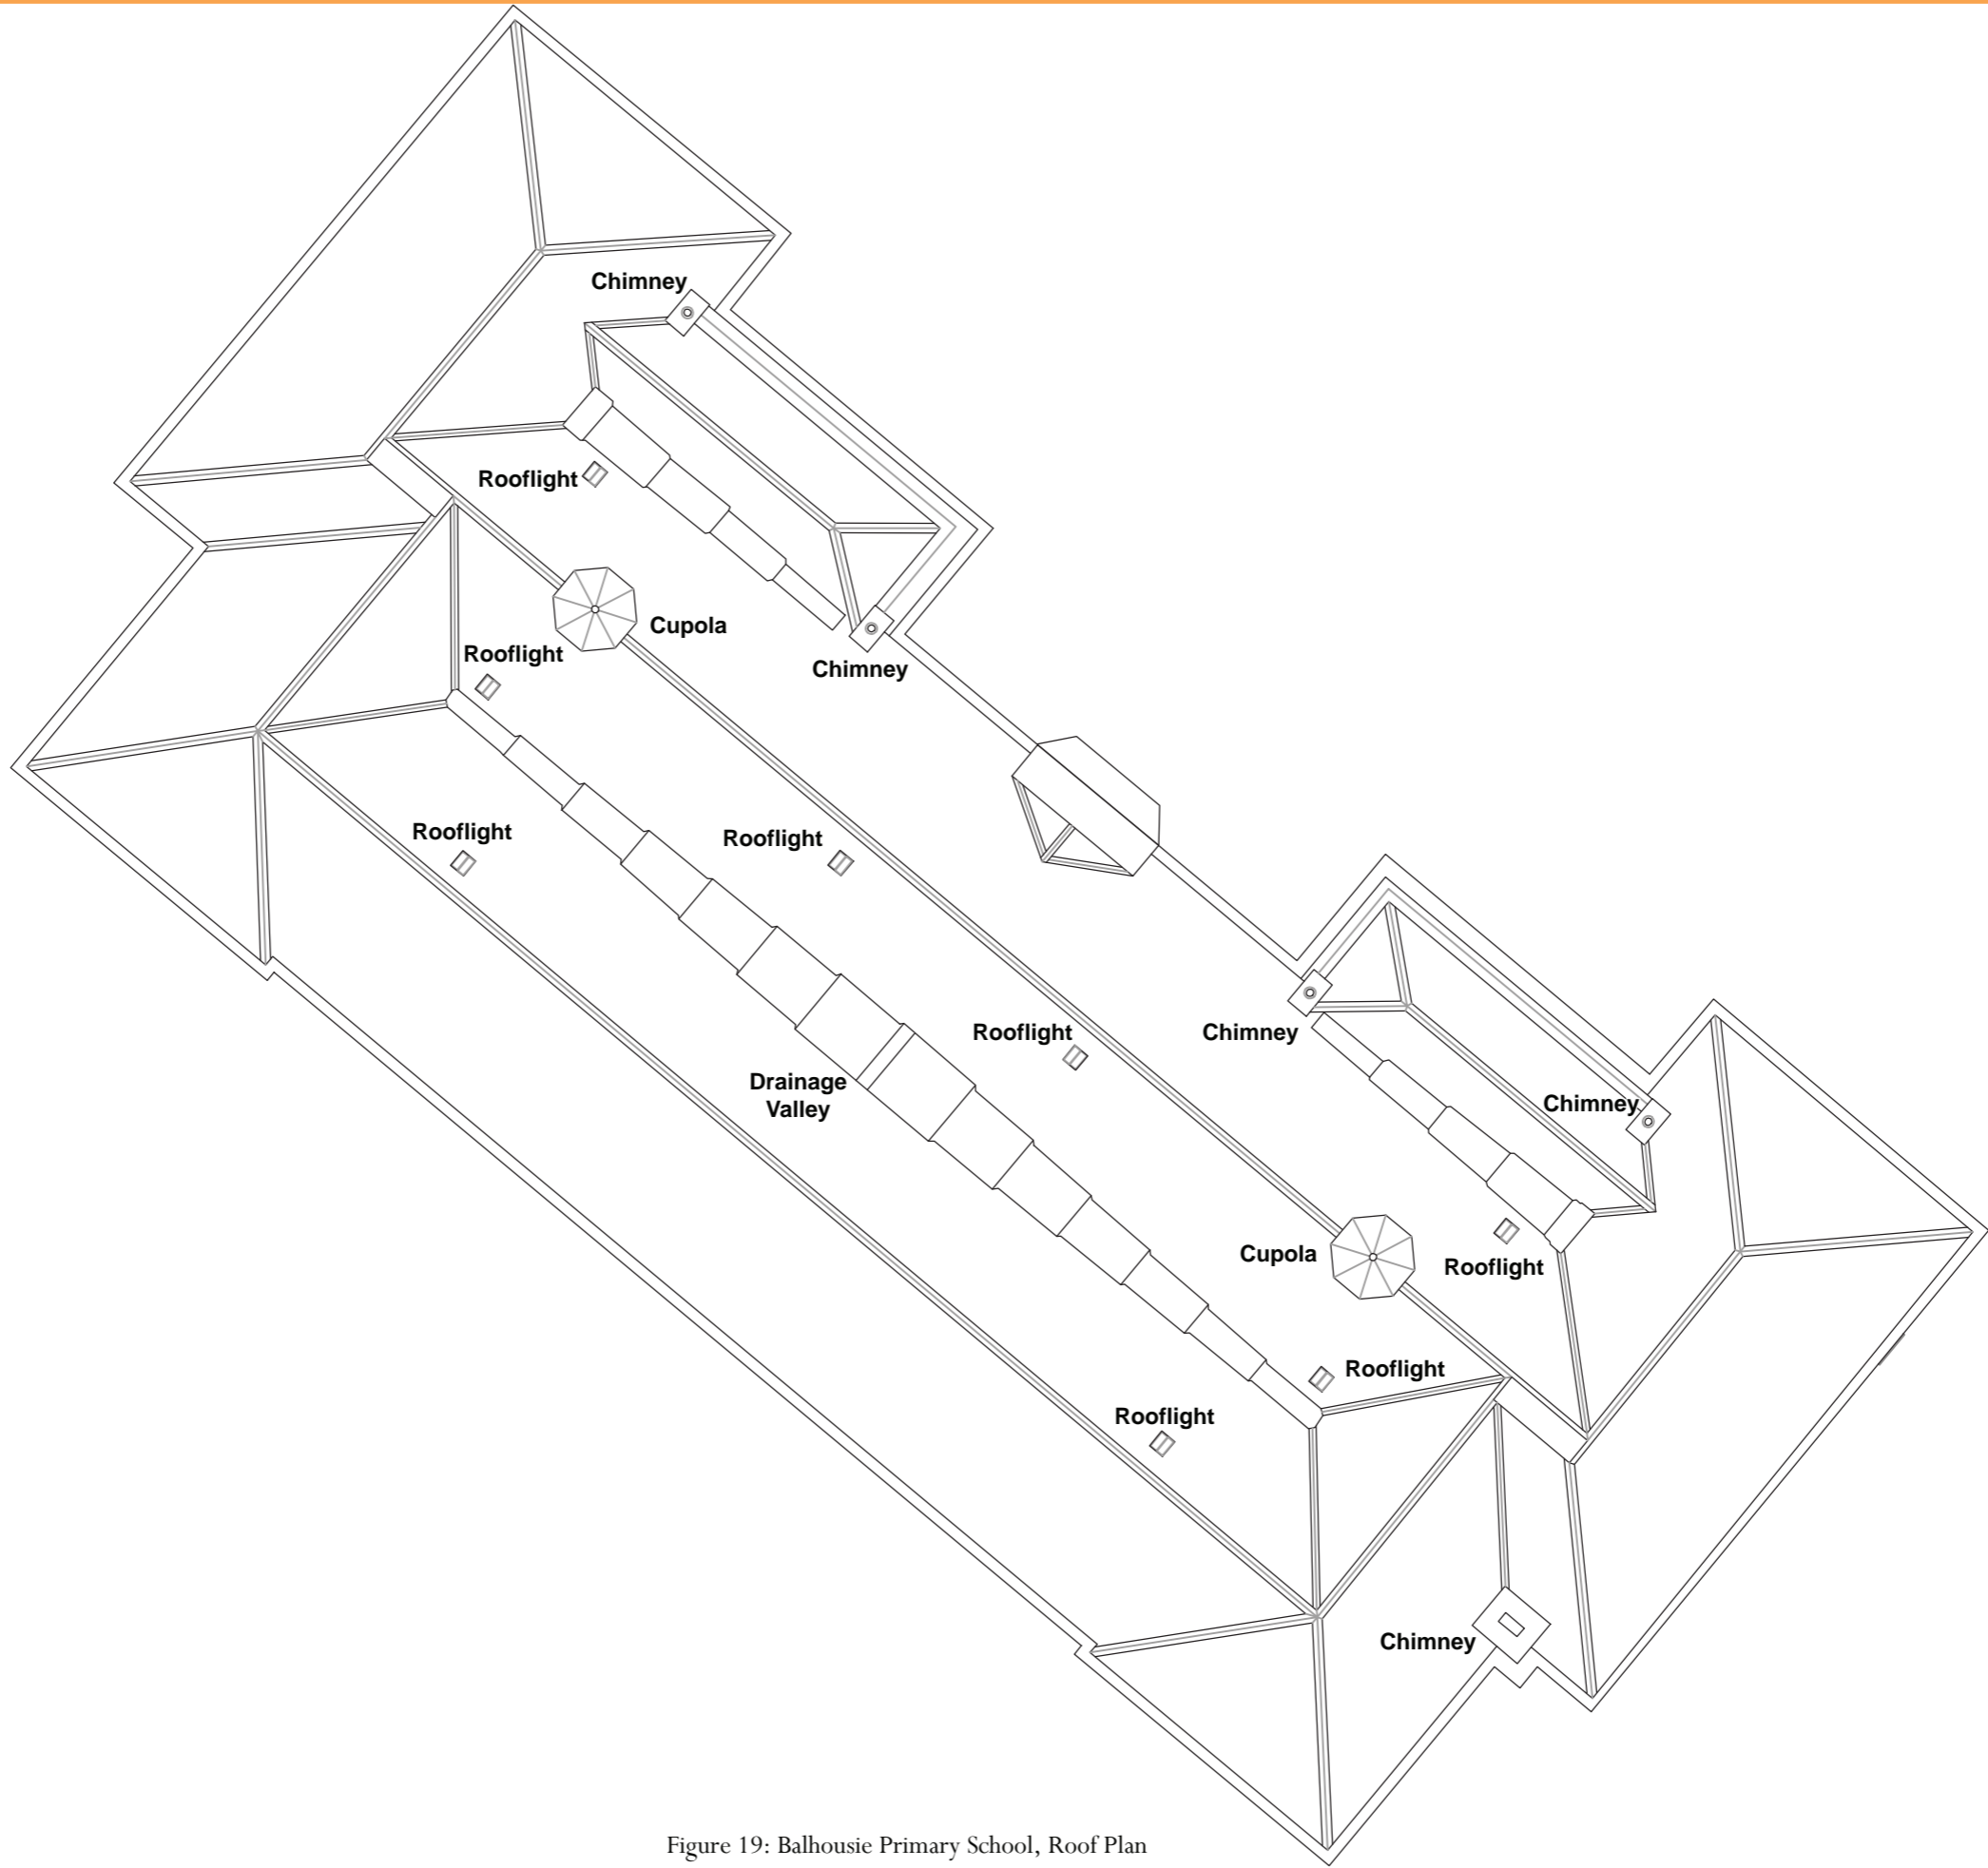 Chimney
Rooflight
Cupola
Rooflight
Chimney
Rooflight
Rooflight
Rooflight
Chimney
Drainage
Valley
Chimney
Cupola
Rooflight
Rooflight
Rooflight
Chimney
Figure 19: Balhousie Primary School, Roof Plan